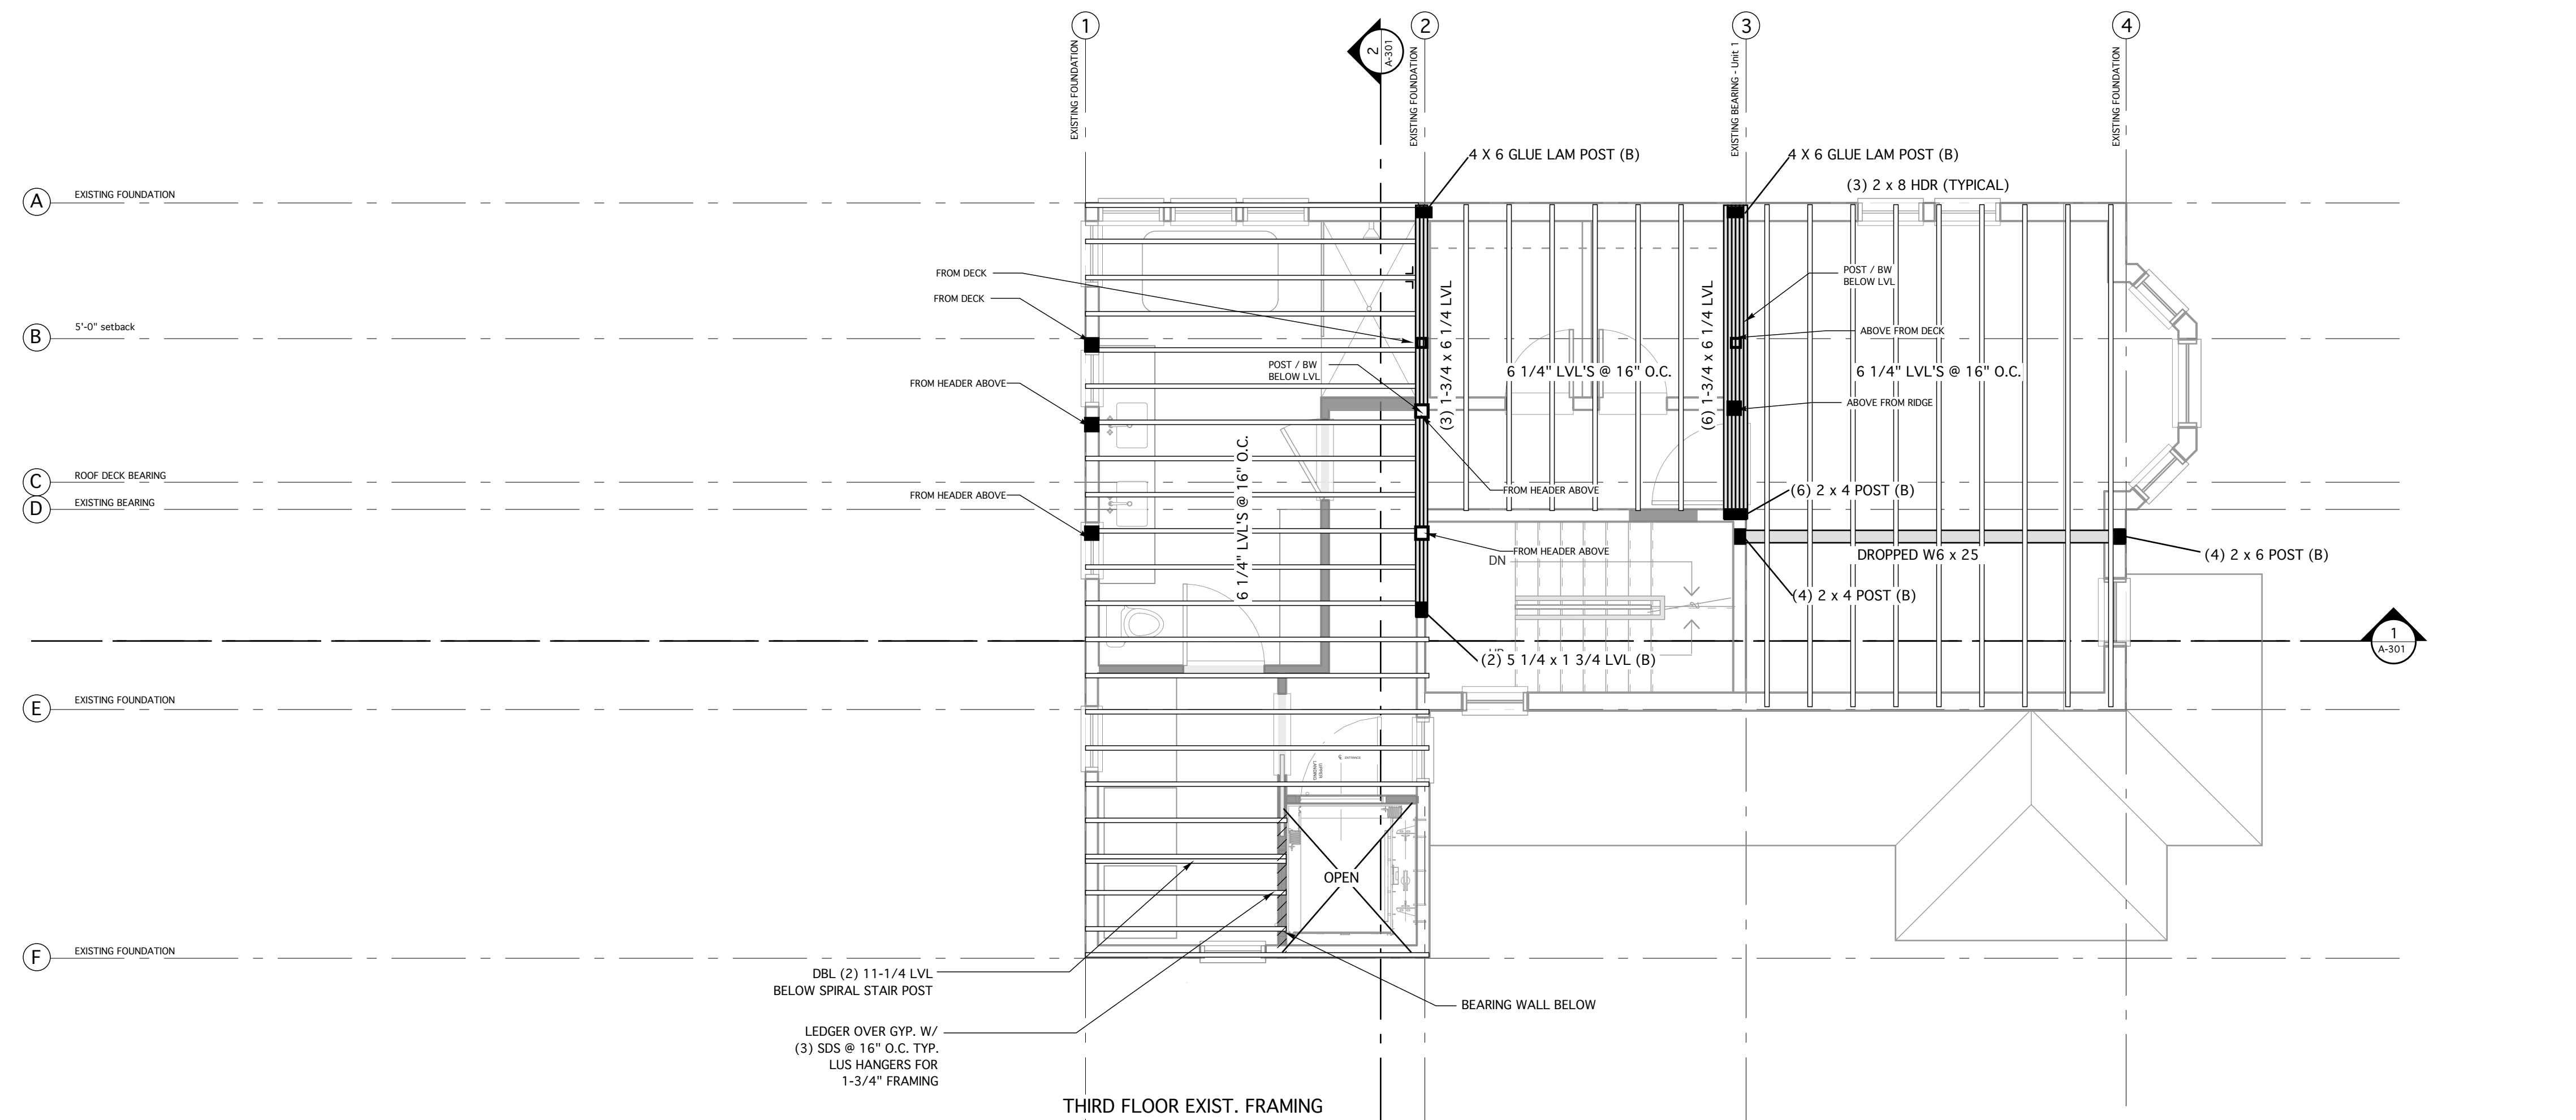 1
2
3
4
EXISTING FOUNDATION
2
A-301
EXISTING FOUNDATION
EXISTING BEARING - Unit 1
EXISTING FOUNDATION
4 X 6 GLUE LAM POST (B)
4 X 6 GLUE LAM POST (B)
(3) 2 x 8 HDR (TYPICAL)
A
EXISTING FOUNDATION
FROM DECK
FROM DECK
POST / BW
BELOW LVL
B
5'-0" setback
ABOVE FROM DECK
POST / BW
BELOW LVL
(3) 1-3/4 x 6 1/4 LVL
6 1/4" LVL'S @ 16" O.C.
(6) 1-3/4 x 6 1/4 LVL
6 1/4" LVL'S @ 16" O.C.
FROM HEADER ABOVE
ABOVE FROM RIDGE
C
ROOF DECK BEARING
D
EXISTING BEARING
FROM HEADER ABOVE
6 1/4" LVL'S @ 16" O.C.
FROM HEADER ABOVE
(6) 2 x 4 POST (B)
FROM HEADER ABOVE
DN
DROPPED W6 x 25
(4) 2 x 6 POST (B)
(4) 2 x 4 POST (B)
1
A-301
(2) 5 1/4 x 1 3/4 LVL (B)
E
EXISTING FOUNDATION
UPPER
LANDING
OPEN
F
EXISTING FOUNDATION
DBL (2) 11-1/4 LVL
BELOW SPIRAL STAIR POST
BEARING WALL BELOW
LEDGER OVER GYP. W/
(3) SDS @ 16" O.C. TYP.
LUS HANGERS FOR
1-3/4" FRAMING
THIRD FLOOR EXIST. FRAMING